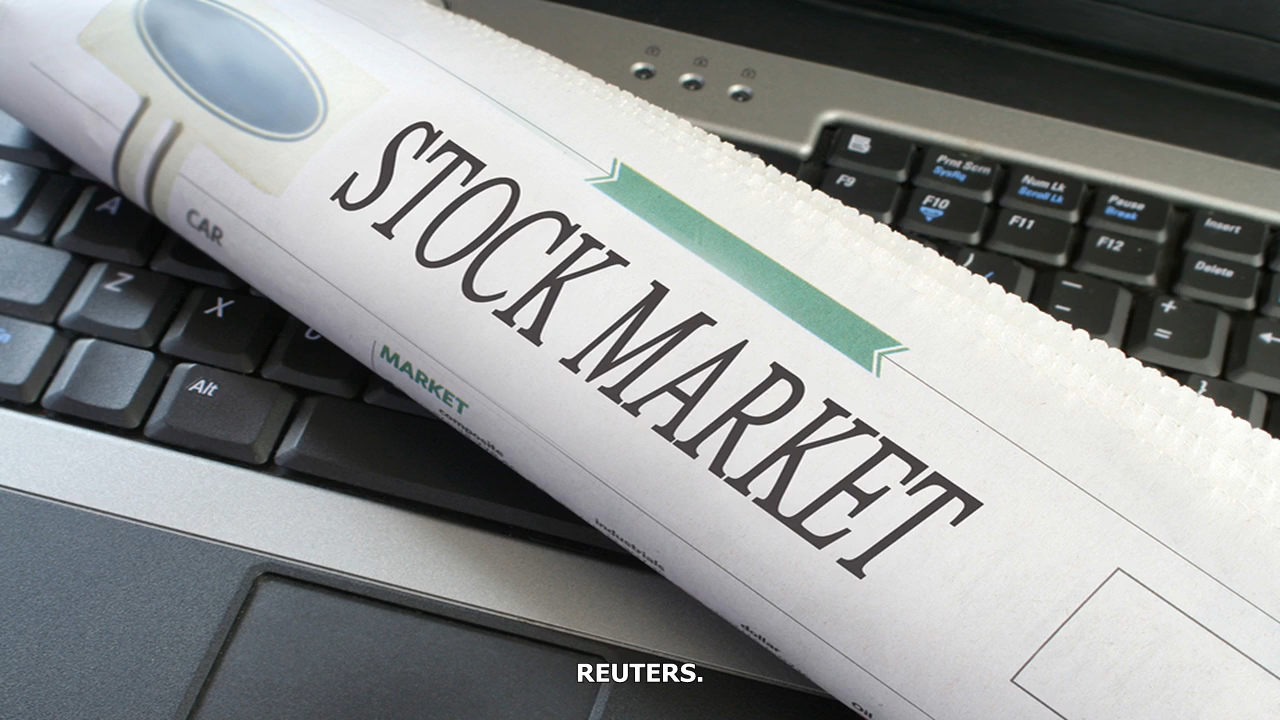 STOCK MARKET
CAR
MARKET
composite
industrials
dollar
Oil
A
Z
X
Alt
F9
Prnt Scrn
SysRq
F10
Num Lk
Scroll Lk
F11
Pause
Break
F12
Insert
Delete
REUTERS.